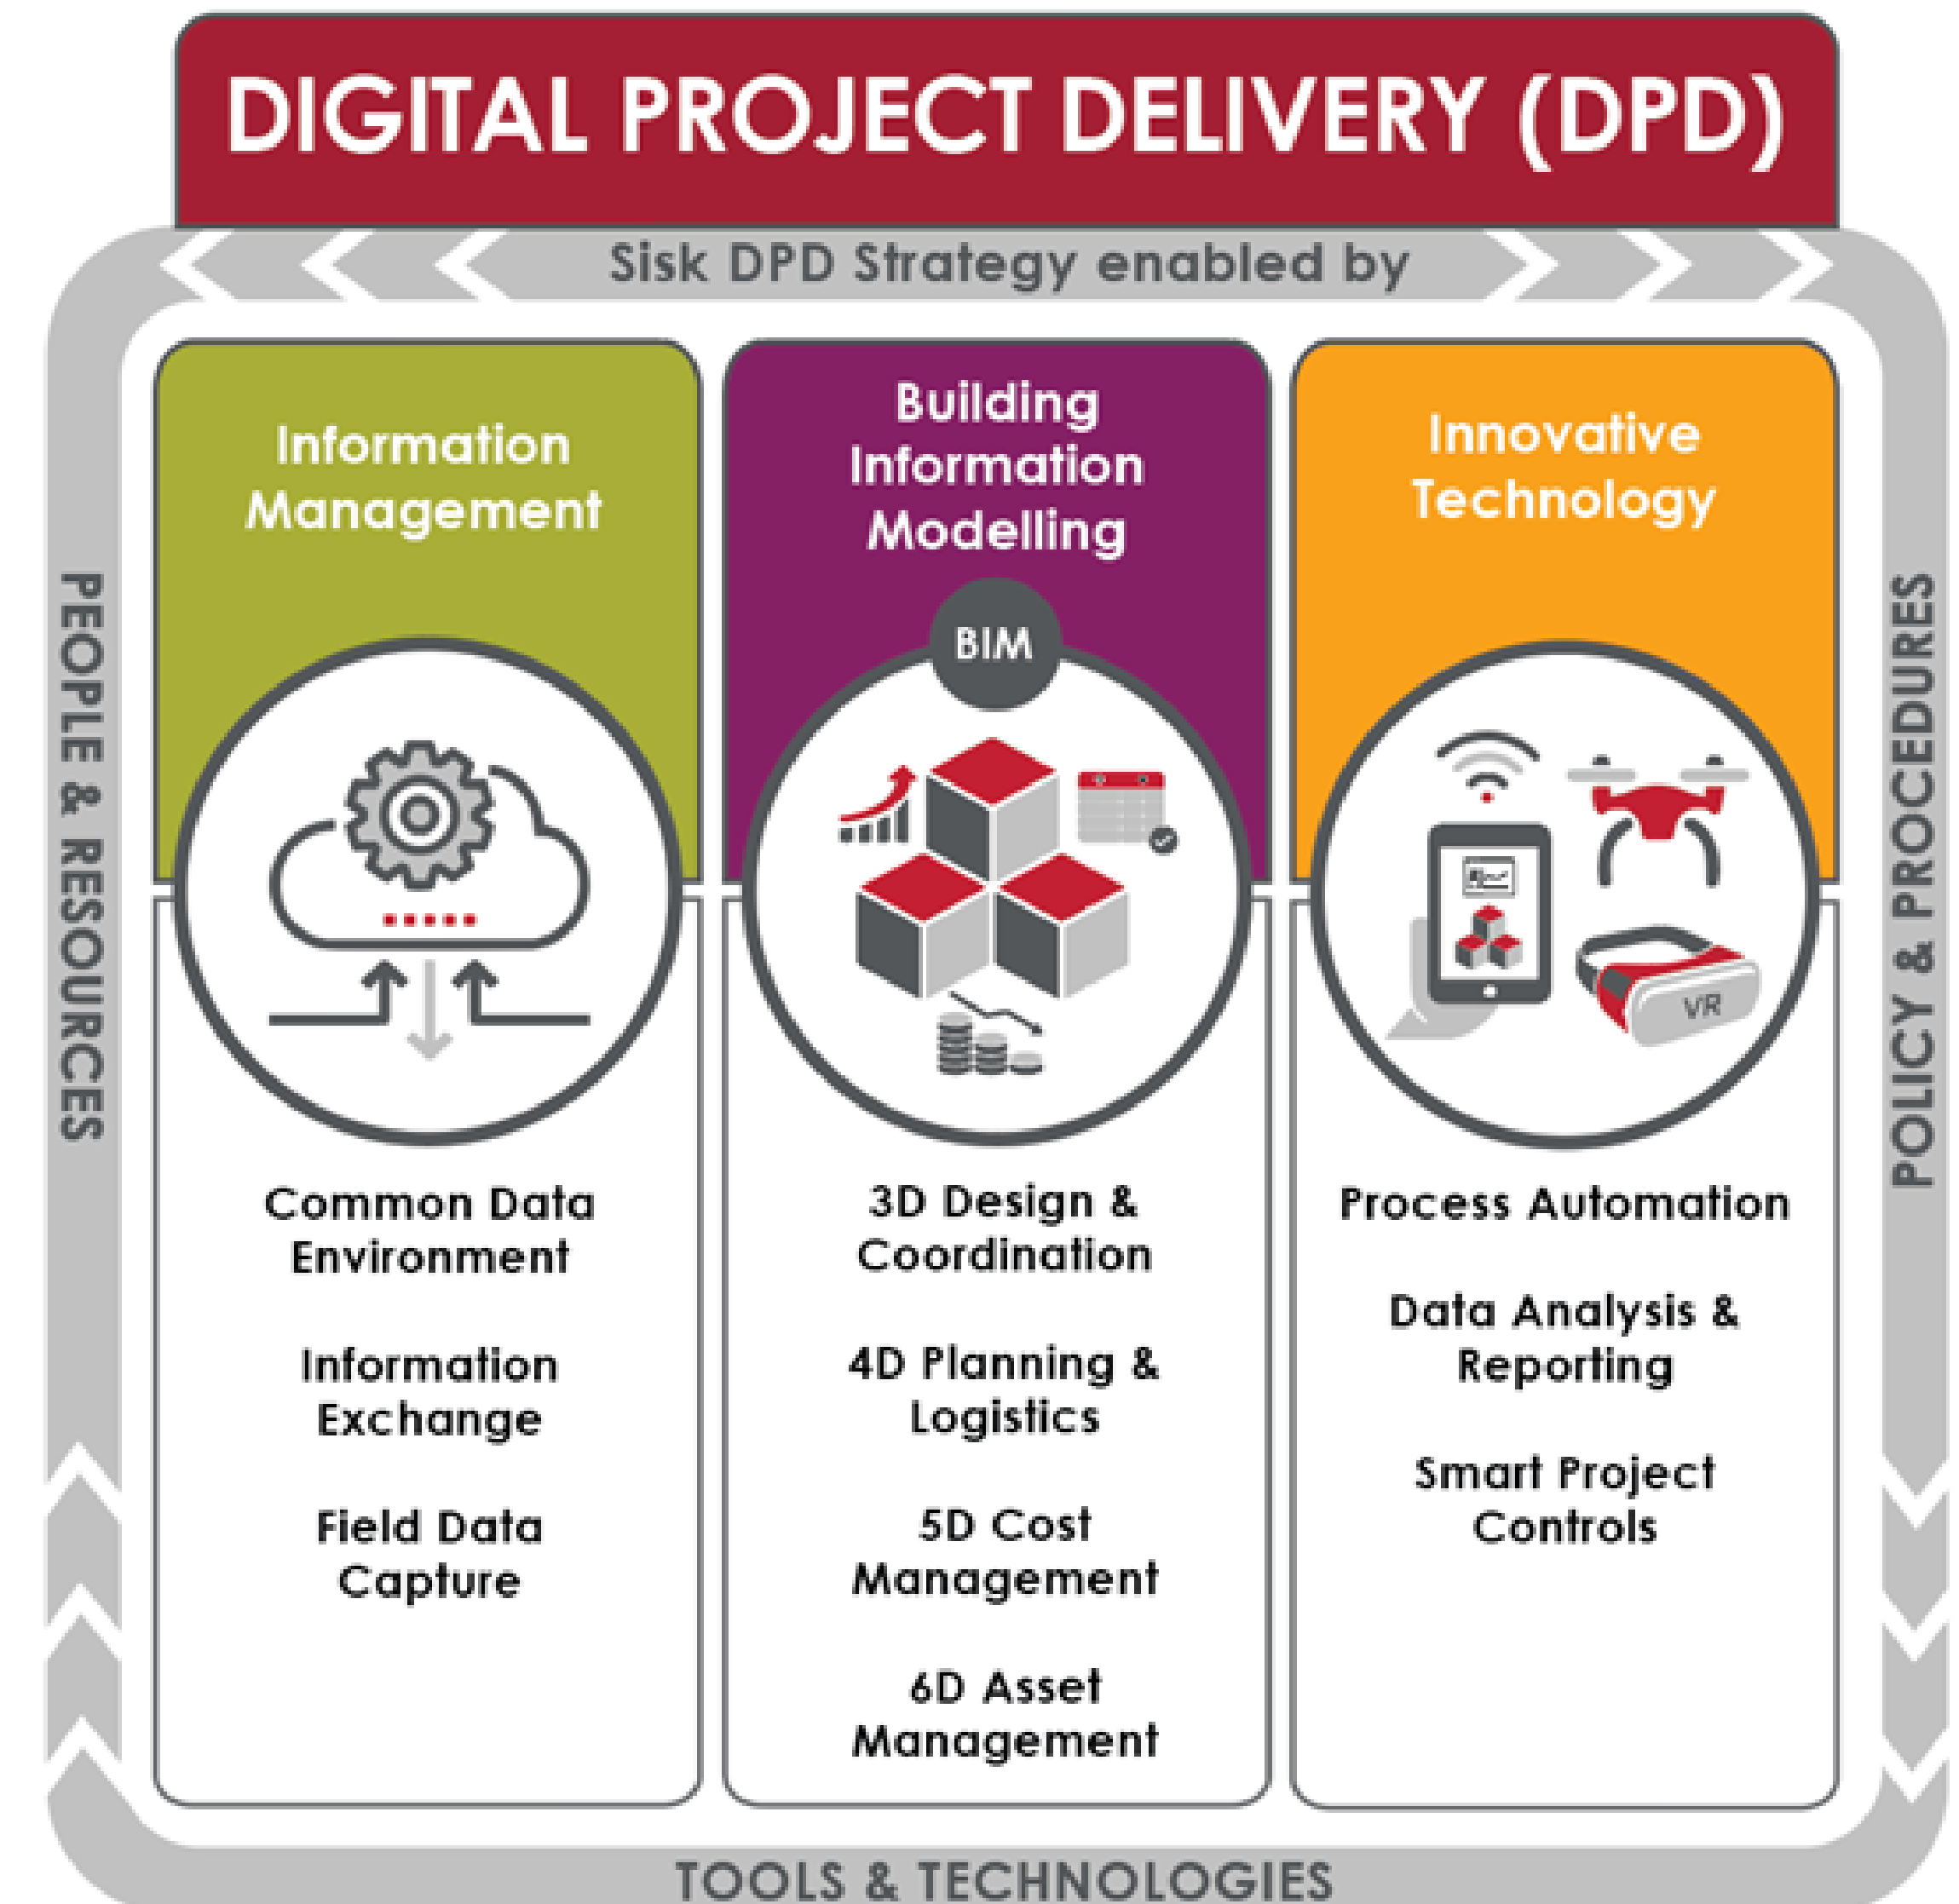 DIGITAL PROJECT DELIVERY (DPD)
Sisk DPD Strategy enabled by
PEOPLE & RESOURCES
Information
Management
Common Data
Environment
Information
Exchange
Field Data
Capture
Building
Information
Modelling
BIM
3D Design &
Coordination
4D Planning &
Logistics
5D Cost
Management
6D Asset
Management
Innovative
Technology
VR
Process Automation
Data Analysis &
Reporting
Smart Project
Controls
POLICY & PROCEDURES
TOOLS & TECHNOLOGIES